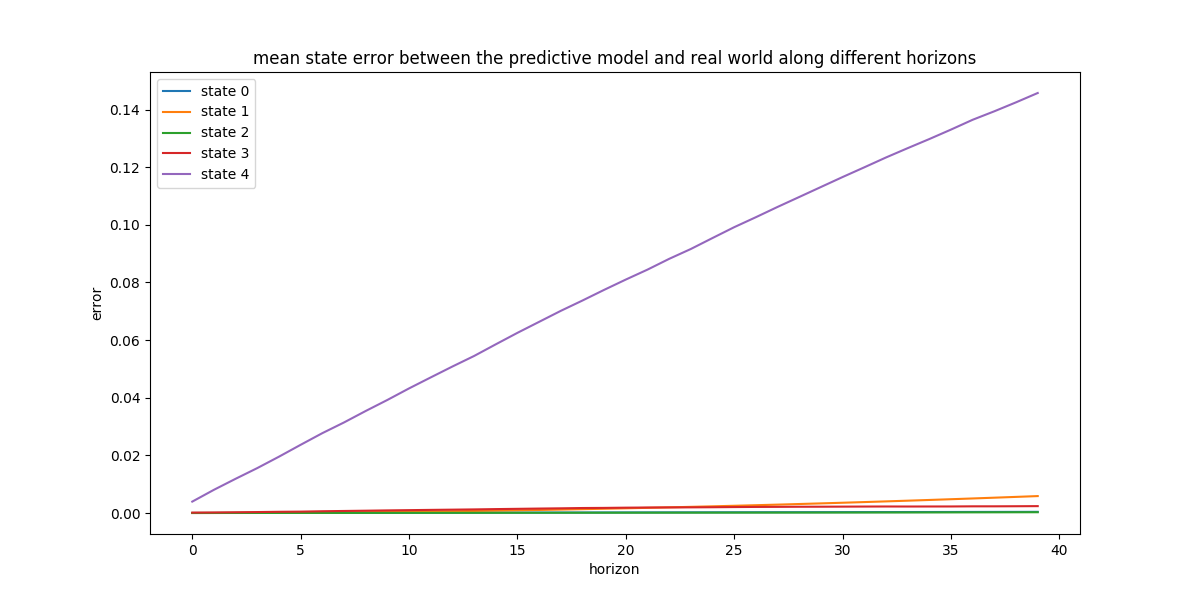 mean state error between the predictive model and real world along different horizons
state 0
state 1
state 2
state 3
state 4
0.14
0.12
0.10
0.08
0.06
0.04
0.02
0.00
error
0 5 10 15 20 25 30 35 40
horizon